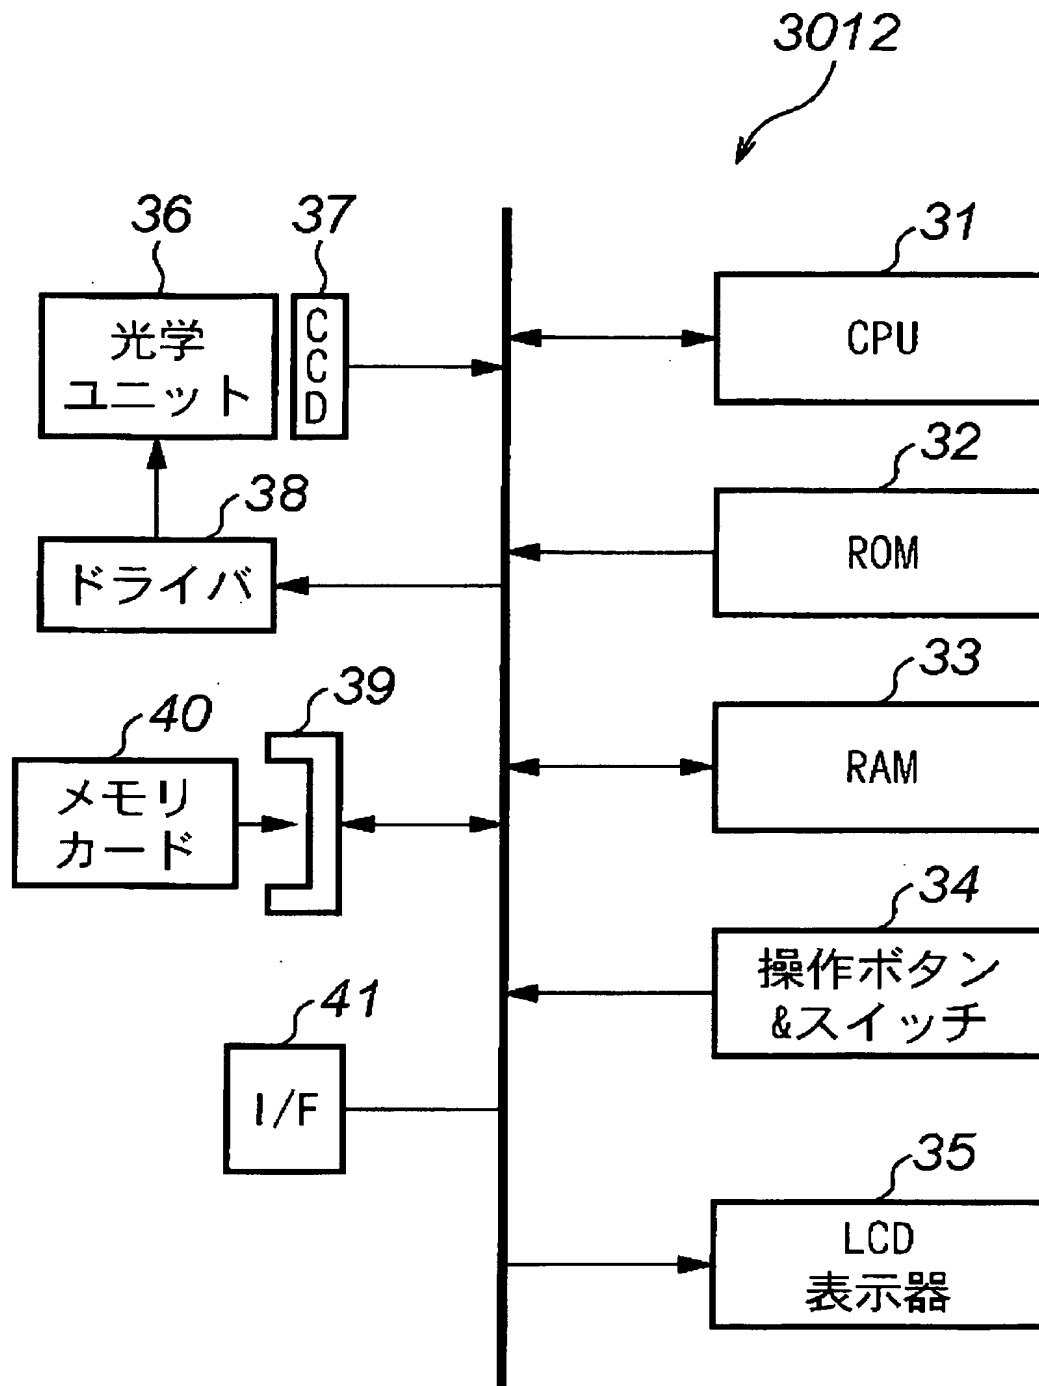 3012
36
37
31
光学
ユニット
CCD
CPU
38
32
ドライバ
ROM
39
33
40
メモリ
カード
RAM
34
操作ボタン
&スイッチ
41
I/F
35
LCD
表示器